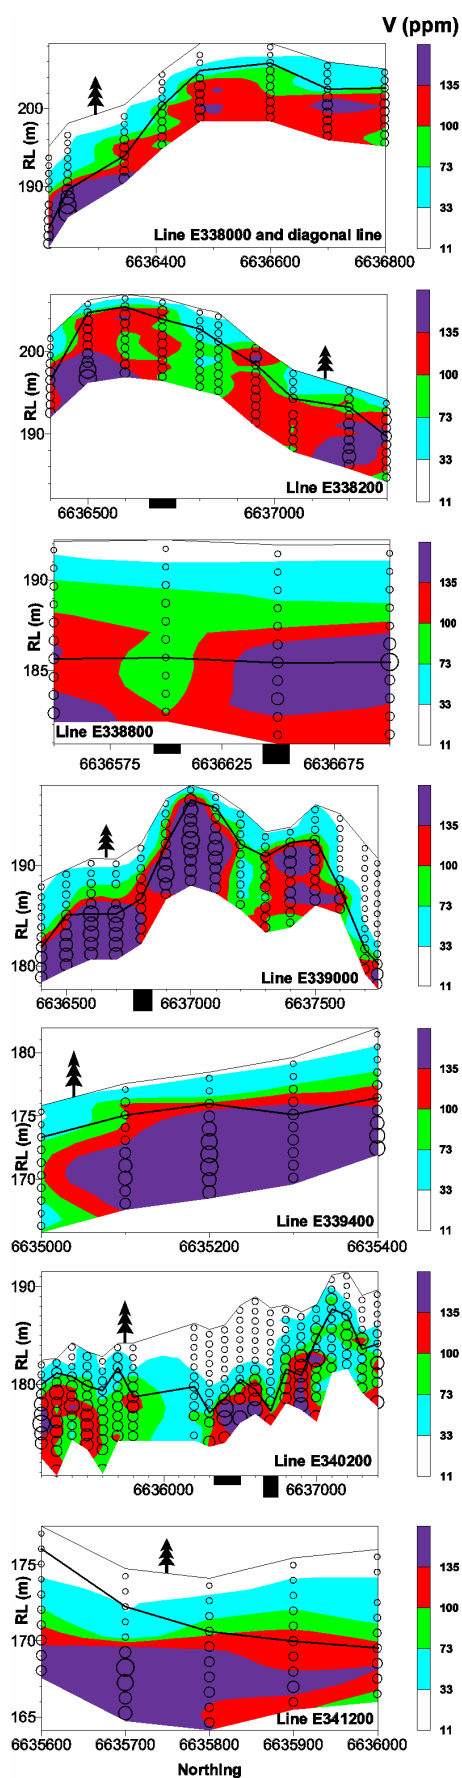 V (ppm)
RL (m)
200
190
135
100
73
33
11
Line E338000 and diagonal line
6636400 6636600 6636800
RL (m)
200
190
135
100
73
33
11
Line E338200
6636500 6637000
RL (m)
190
185
135
100
73
33
11
Line E338800
6636575 6636625 6636675
RL (m)
190
180
135
100
73
33
11
Line E339000
6636500 6637000 6637500
RL (m)
180
175
170
135
100
73
33
11
Line E339400
6635000 6635200 6635400
RL (m)
190
180
135
100
73
33
11
Line E340200
6636000 6637000
RL (m)
175
170
165
135
100
73
33
11
Line E341200
6635600 6635700 6635800 6635900 6636000
Northing